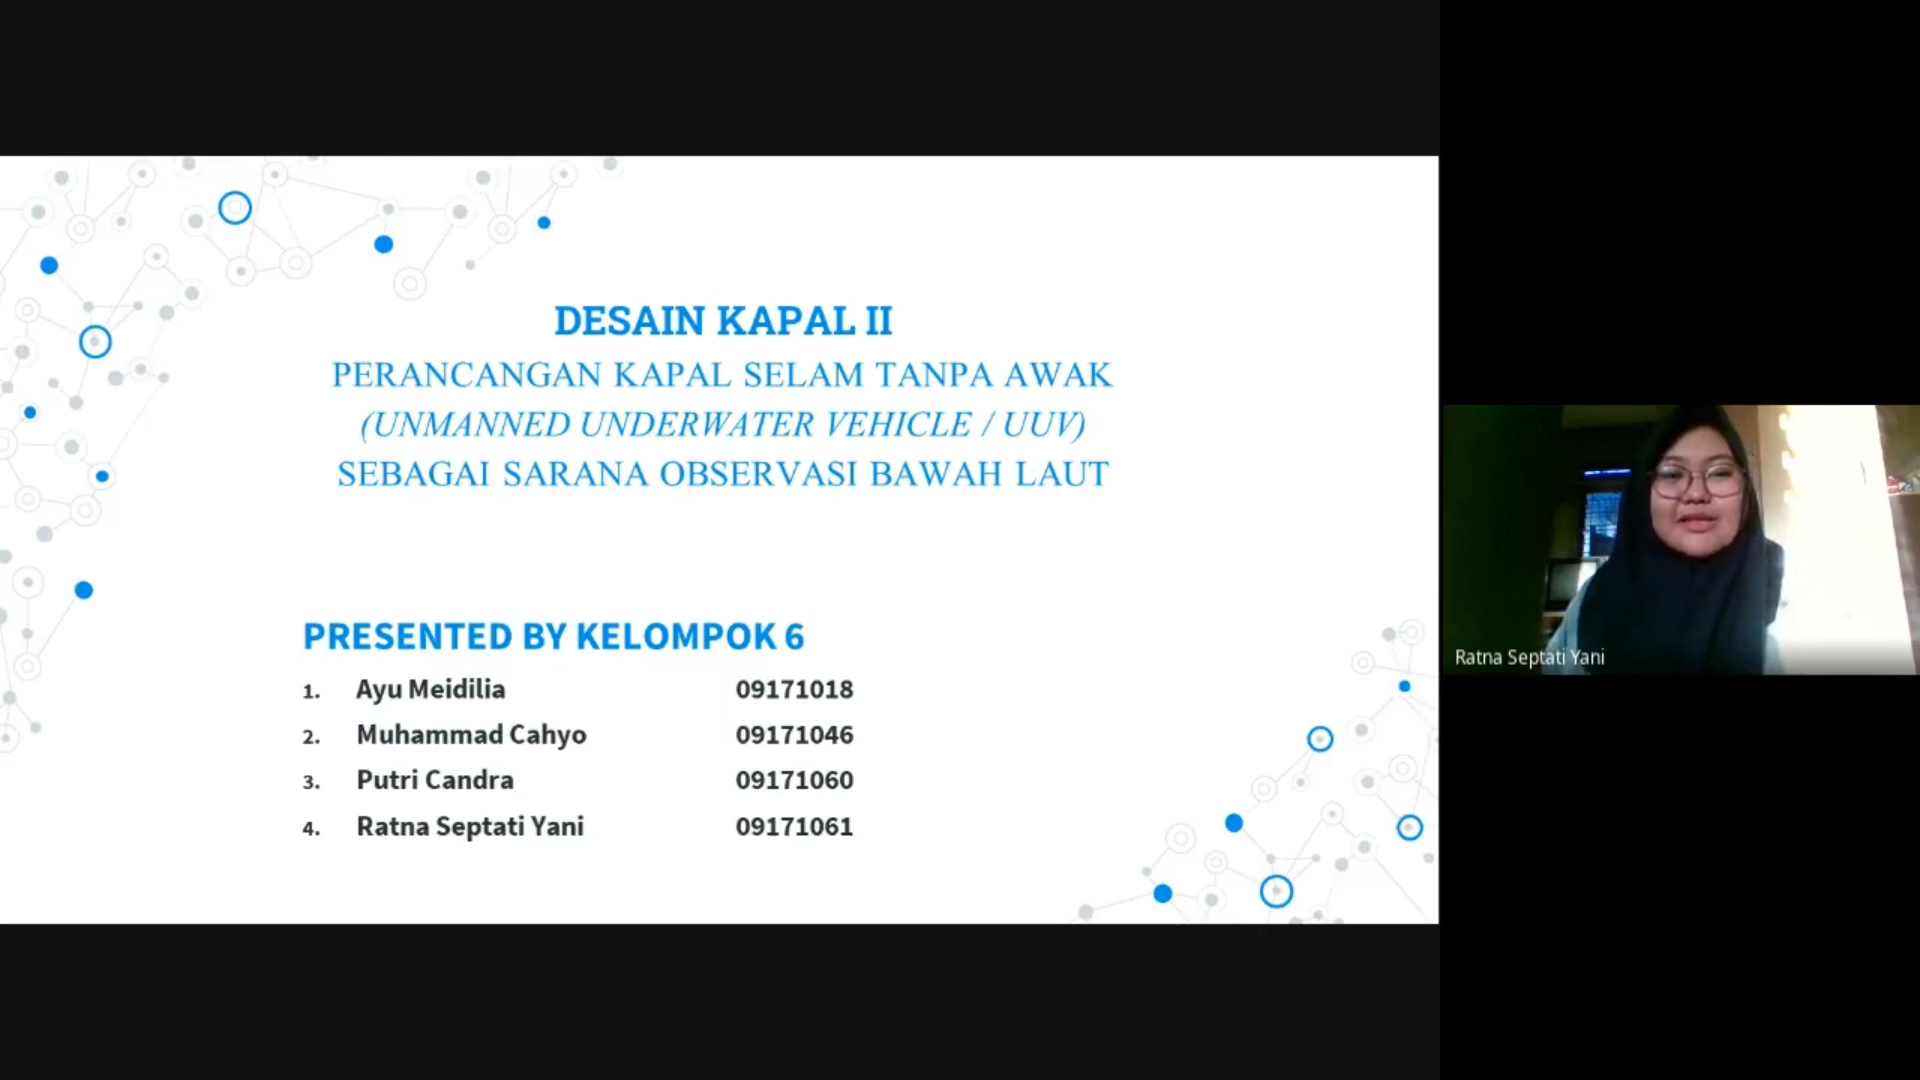 DESAIN KAPAL II
PERANCANGAN KAPAL SELAM TANPA AWAK
(UNMANNED UNDERWATER VEHICLE / UUV)
SEBAGAI SARANA OBSERVASI BAWAH LAUT
PRESENTED BY KELOMPOK 6
1. Ayu Meidilia 09171018
2. Muhammad Cahyo 09171046
3. Putri Candra 09171060
4. Ratna Septati Yani 09171061
Ratna Septati Yani